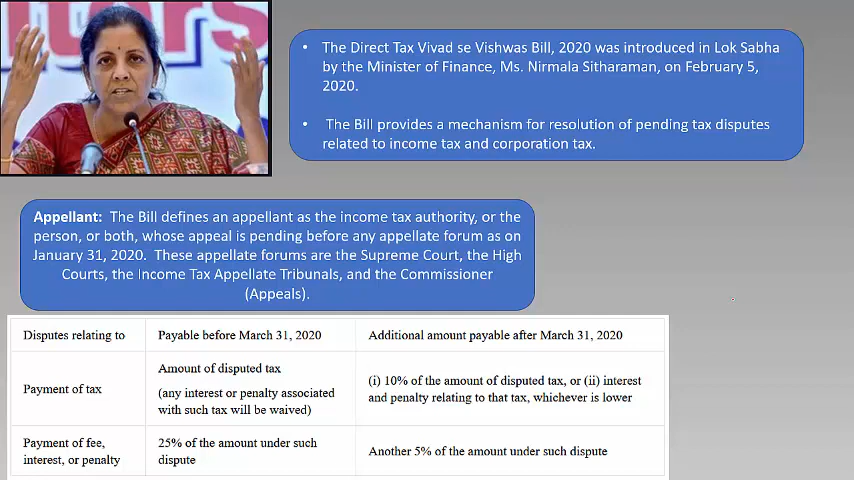 • The Direct Tax Vivad se Vishwas Bill, 2020 was introduced in Lok Sabha
by the Minister of Finance, Ms. Nirmala Sitharaman, on February 5,
2020.
• The Bill provides a mechanism for resolution of pending tax disputes
related to income tax and corporation tax.
Appellant: The Bill defines an appellant as the income tax authority, or the
person, or both, whose appeal is pending before any appellate forum as on
January 31, 2020. These appellate forums are the Supreme Court, the High
Courts, the Income Tax Appellate Tribunals, and the Commissioner
(Appeals).
Disputes relating to
Payable before March 31, 2020
Additional amount payable after March 31, 2020
Payment of tax
Amount of disputed tax
(any interest or penalty associated
with such tax will be waived)
(i) 10% of the amount of disputed tax, or (ii) interest
and penalty relating to that tax, whichever is lower
Payment of fee,
interest, or penalty
25% of the amount under such
dispute
Another 5% of the amount under such dispute